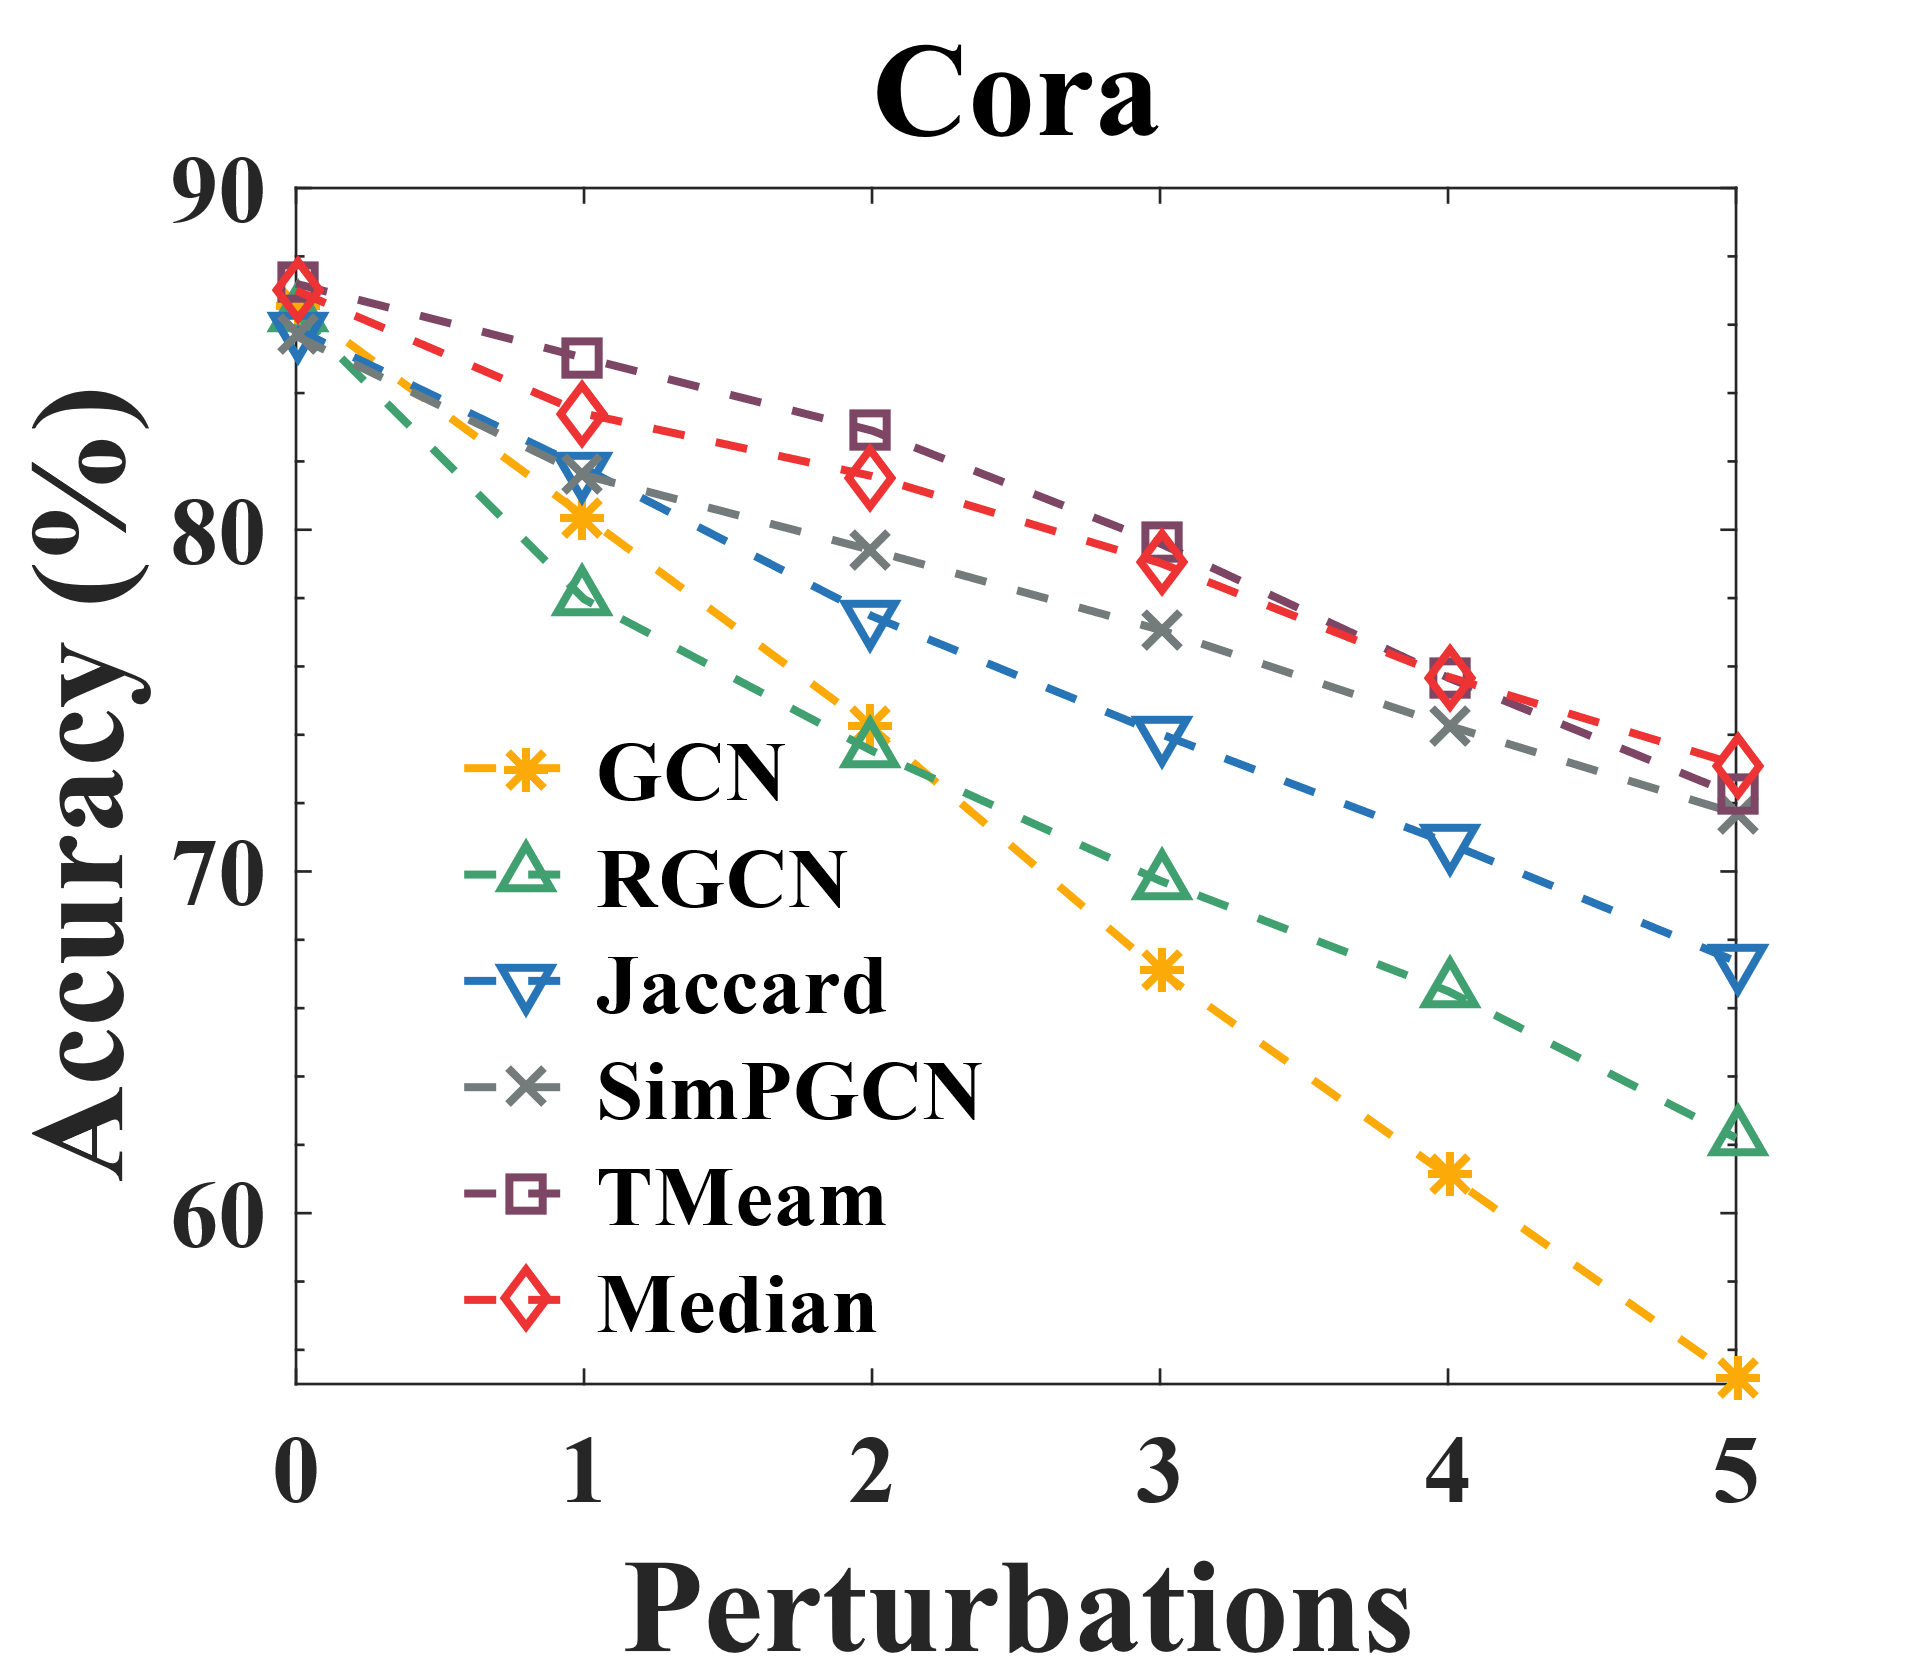 Cora
Accuracy (%)
90
80
70
60
GCN
RGCN
Jaccard
SimPGCN
TMeam
Median
0 1 2 3 4 5
Perturbations